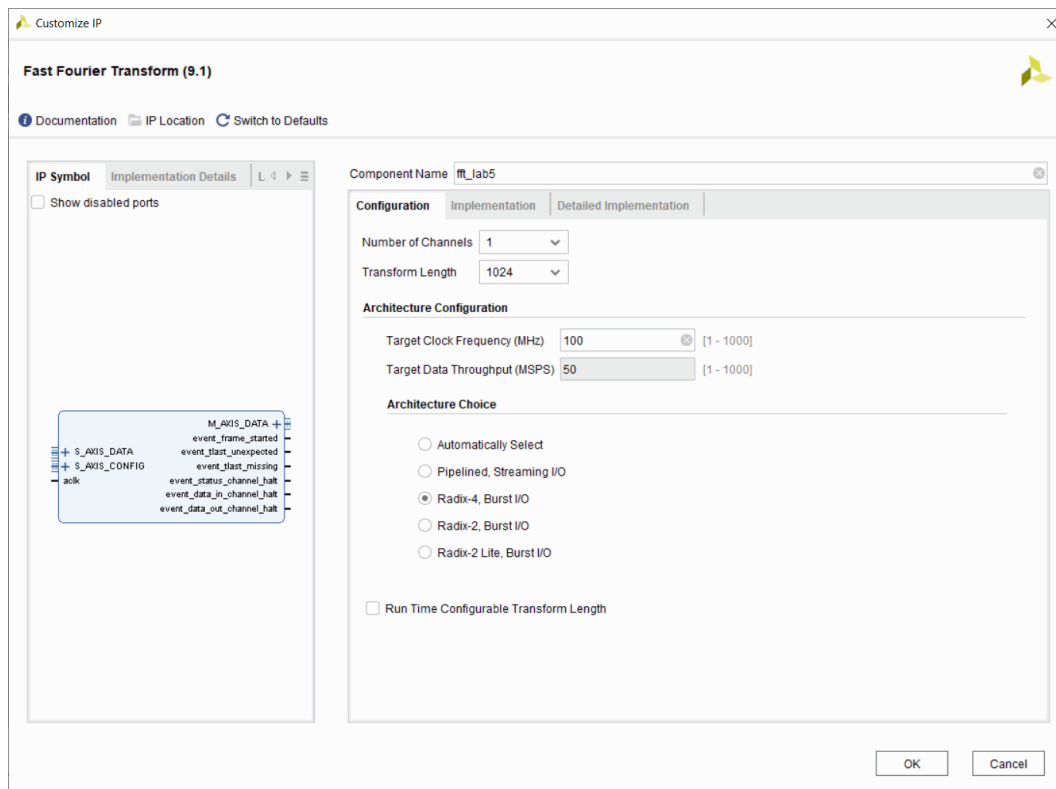 Customize IP
Fast Fourier Transform (9.1)
Documentation IP Location Switch to Defaults
IP Symbol Implementation Details L
Show disabled ports
M_AXIS_DATA
event_frame_started
S_AXIS_DATA event_tlast_unexpected
S_AXIS_CONFIG event_tlast_missing
aclk event_status_channel_halt
event_data_in_channel_halt
event_data_out_channel_halt
Component Name fft_lab5
Configuration Implementation Detailed Implementation
Number of Channels 1
Transform Length 1024
Architecture Configuration
Target Clock Frequency (MHz) 100 [1 - 1000]
Target Data Throughput (MSPS) 50 [1 - 1000]
Architecture Choice
Automatically Select
Pipelined, Streaming I/O
Radix-4, Burst I/O
Radix-2, Burst I/O
Radix-2 Lite, Burst I/O
Run Time Configurable Transform Length
OK Cancel